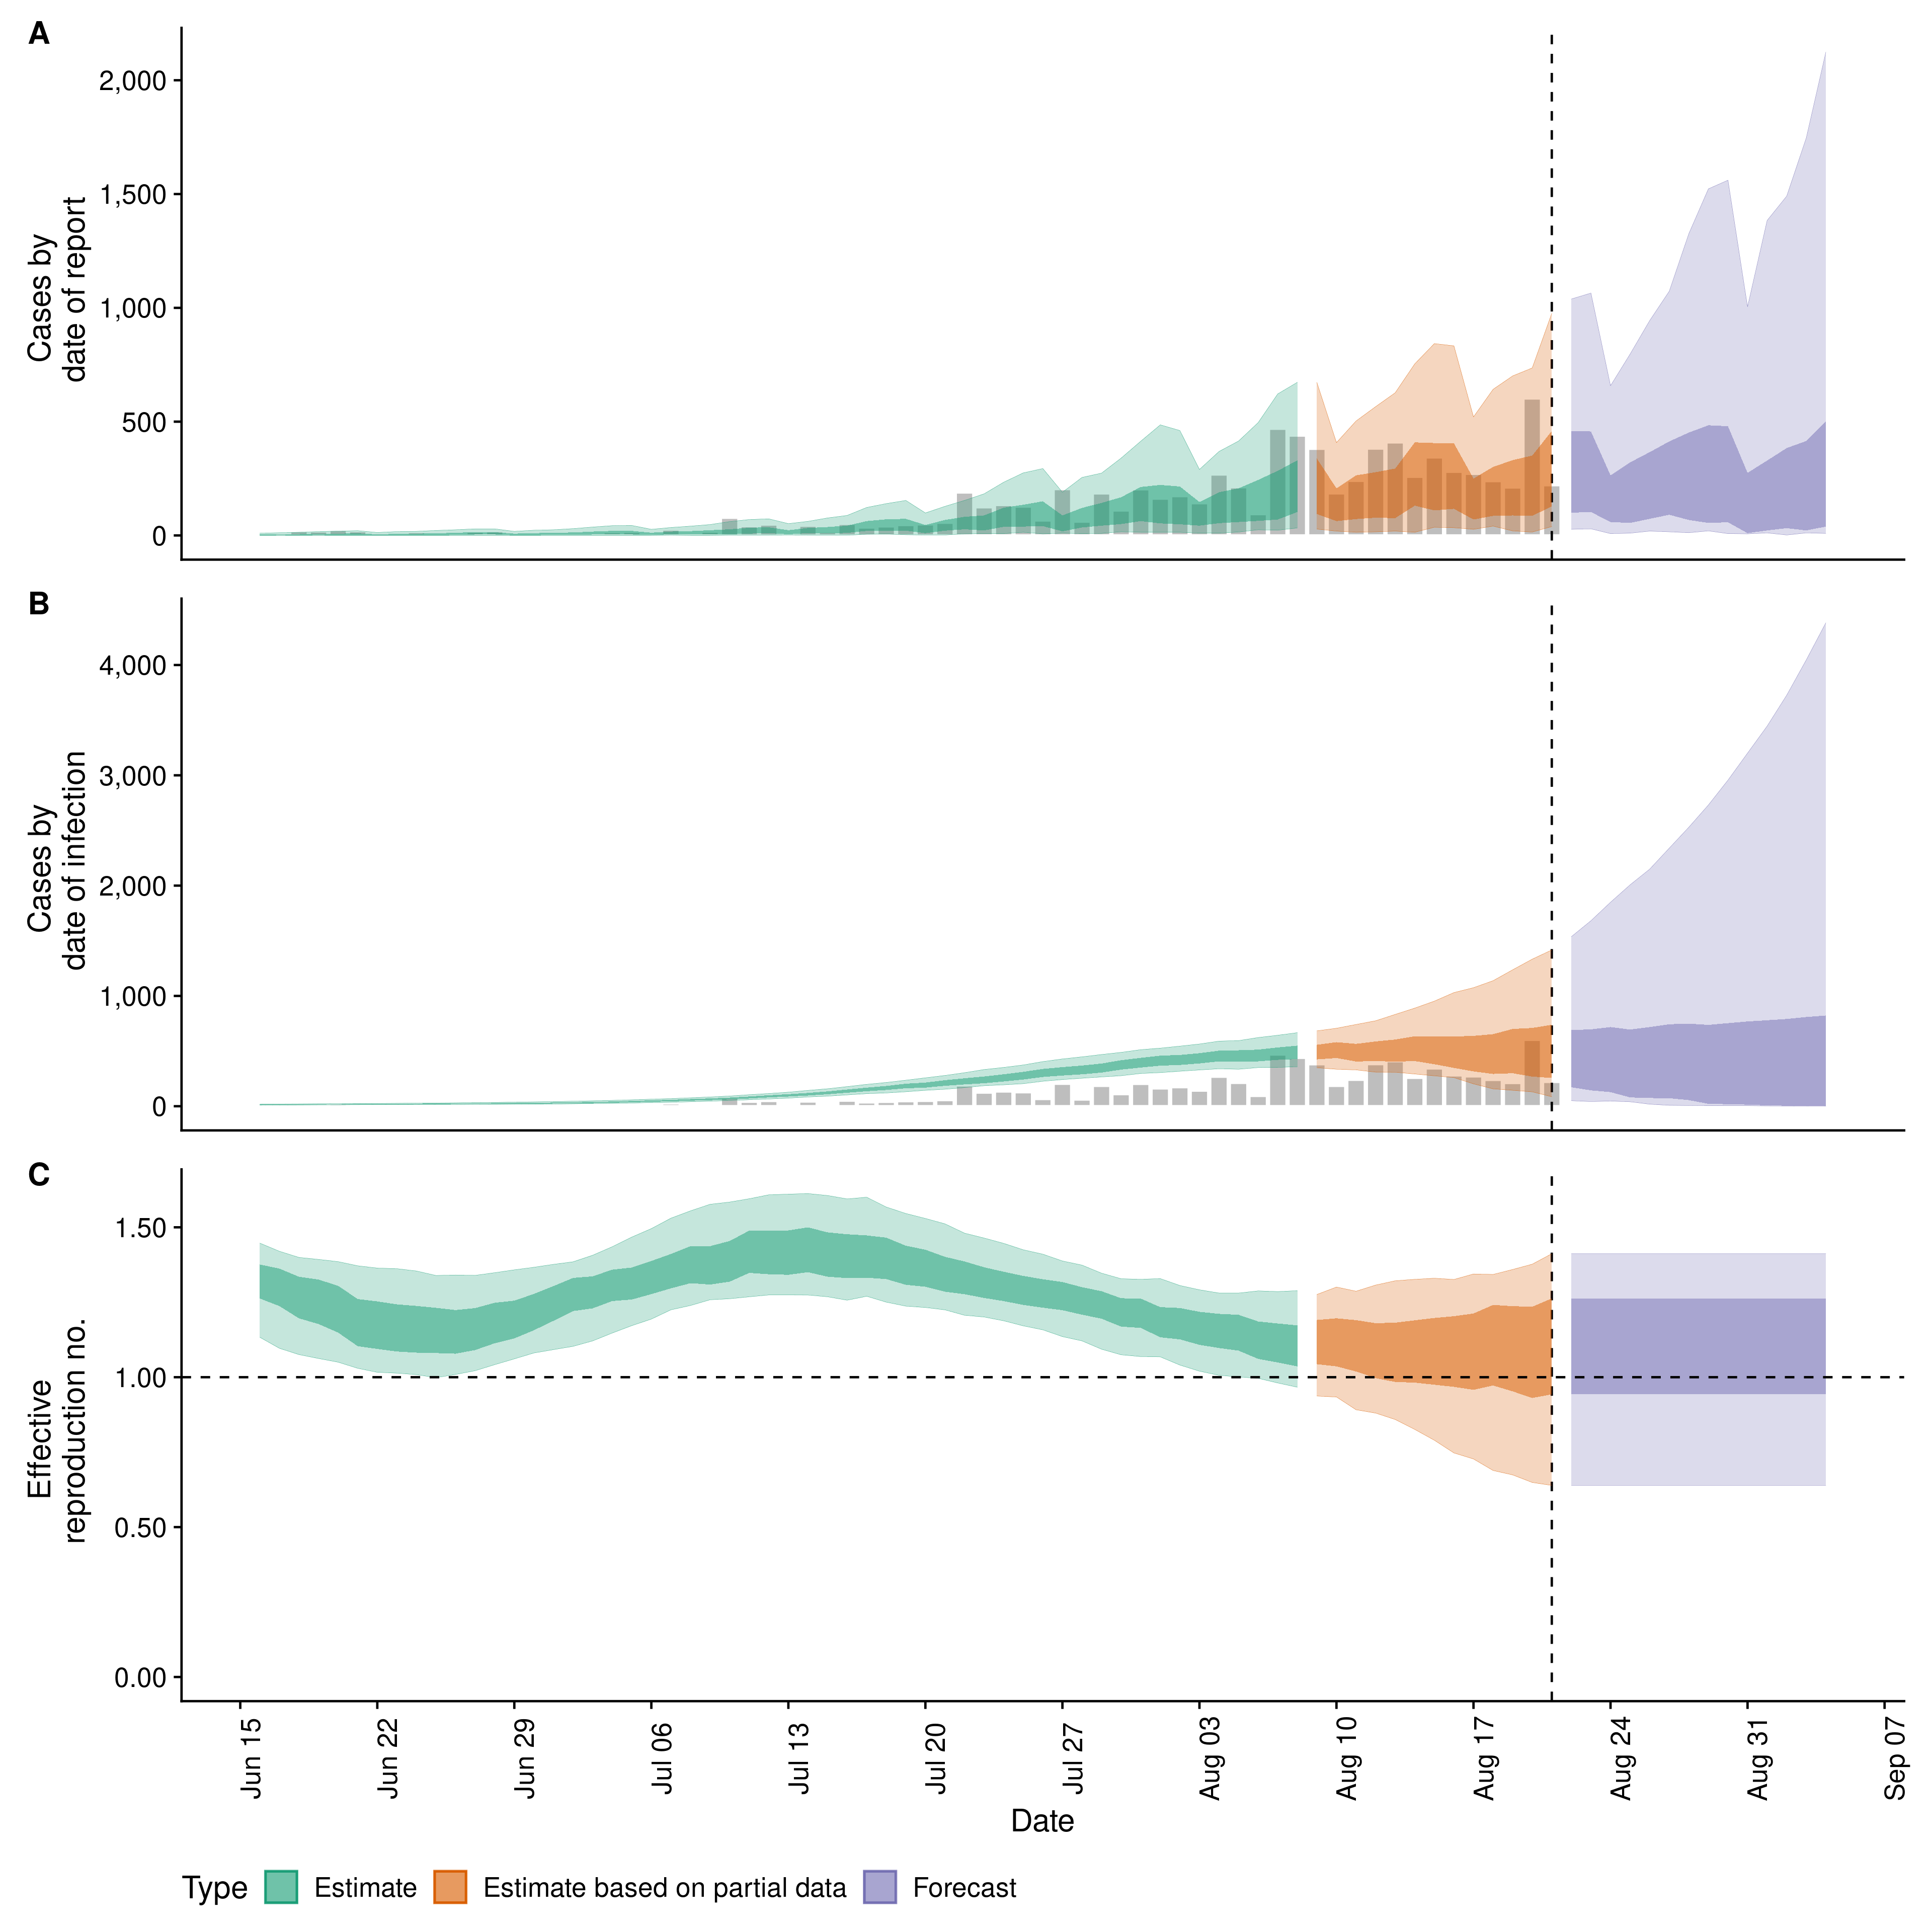 A
Cases by
date of report
2,000
1,500
1,000
500
0
B
Cases by
date of infection
4,000
3,000
2,000
1,000
0
C
Effective
reproduction no.
1.50
1.00
0.50
0.00
Jun 15
Jun 22
Jun 29
Jul 06
Jul 13
Jul 20
Jul 27
Aug 03
Aug 10
Aug 17
Aug 24
Aug 31
Sep 07
Date
Type Estimate Estimate based on partial data Forecast